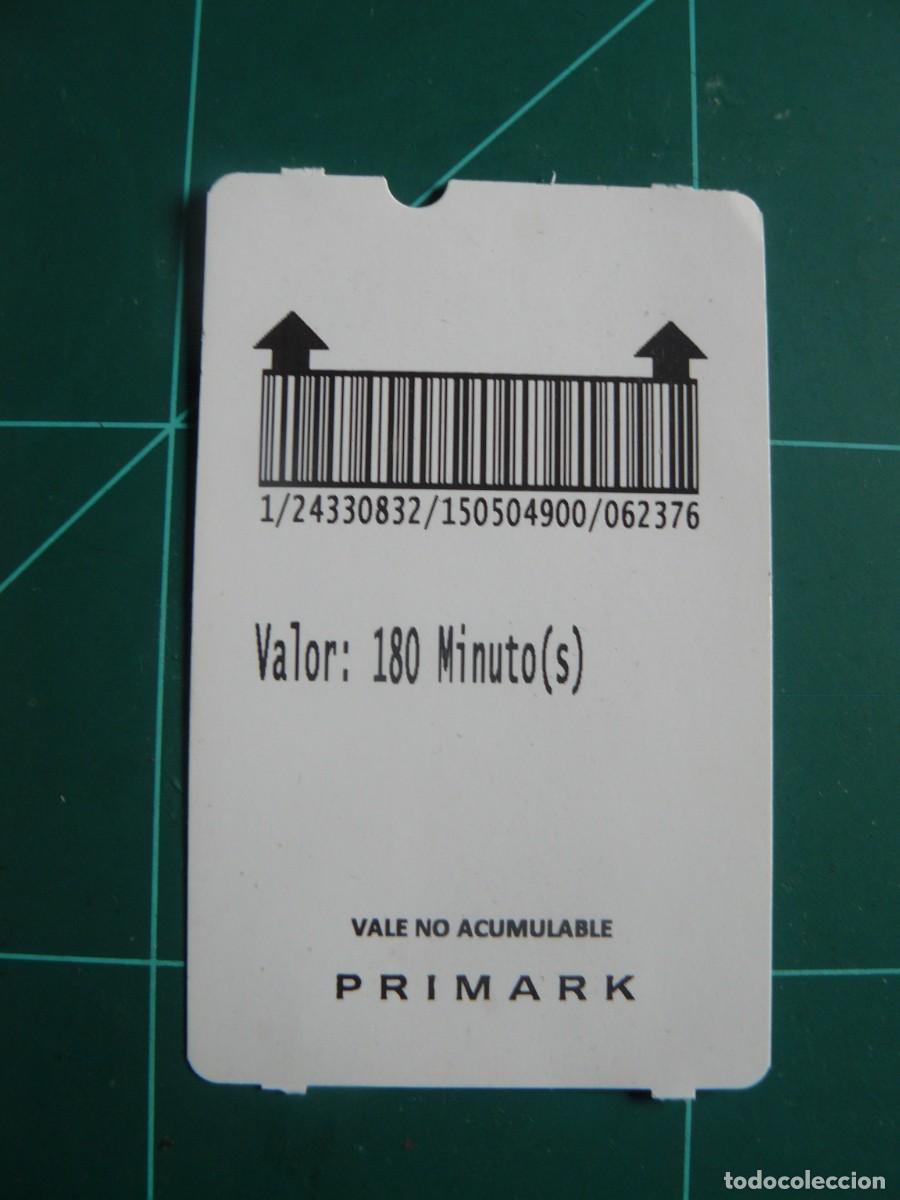 1/24330832/150504900/062376
Valor: 180 Minuto(s)
VALE NO ACUMULABLE
PRIMARK
todocoleccion